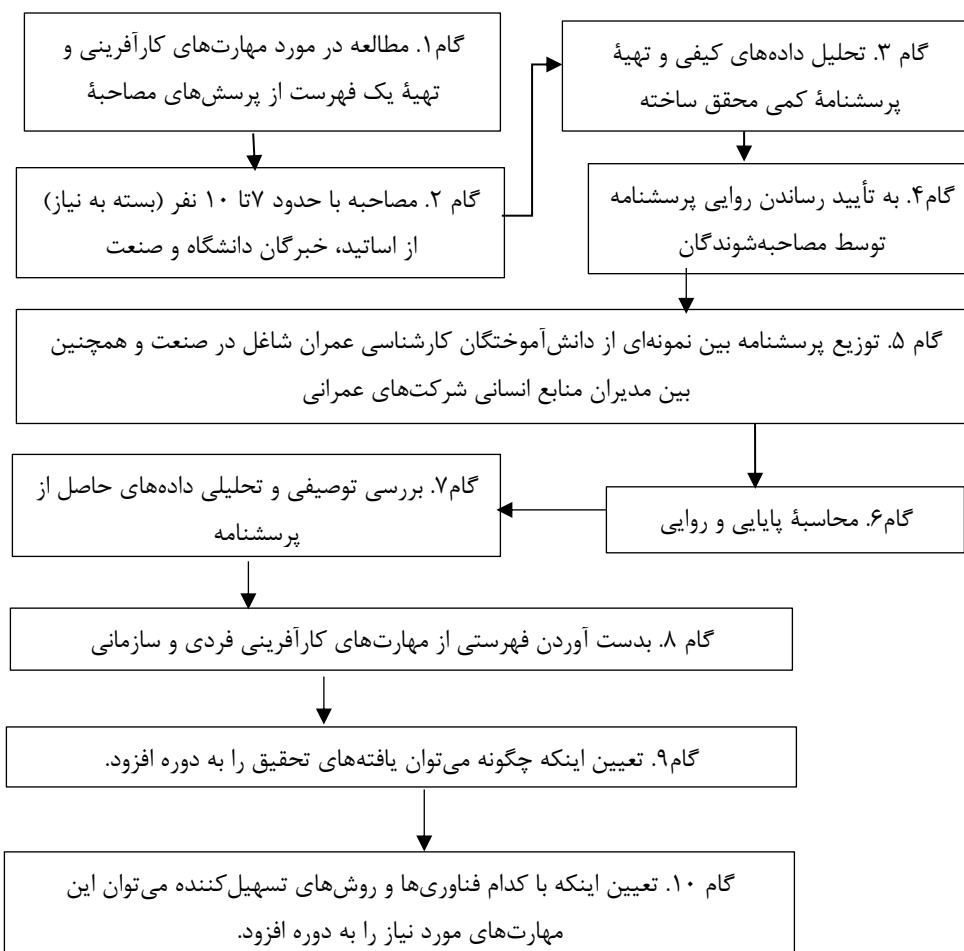 گام۱. مطالعه در مورد مهارت‌های کارآفرینی و
تهیۀ یک فهرست از پرسش‌های مصاحبۀ
گام ۲. مصاحبه با حدود ۷تا ۱۰ نفر (بسته به نیاز)
از اساتید، خبرگان دانشگاه و صنعت
گام ۳. تحلیل داده‌های کیفی و تهیۀ
پرسشنامۀ کمی محقق ساخته
گام۴. به تأیید رساندن روایی پرسشنامه
توسط مصاحبه‌شوندگان
گام ۵. توزیع پرسشنامه بین نمونه‌ای از دانش‌آموختگان کارشناسی عمران شاغل در صنعت و همچنین
بین مدیران منابع انسانی شرکت‌های عمرانی
گام۶. محاسبۀ پایایی و روایی
گام۷. بررسی توصیفی و تحلیلی داده‌های حاصل از
پرسشنامه
گام ۸. بدست آوردن فهرستی از مهارت‌های کارآفرینی فردی و سازمانی
گام۹. تعیین اینکه چگونه می‌توان یافته‌های تحقیق را به دوره افزود.
گام ۱۰. تعیین اینکه با کدام فناوری‌ها و روش‌های تسهیل‌کننده می‌توان این
مهارت‌های مورد نیاز را به دوره افزود.